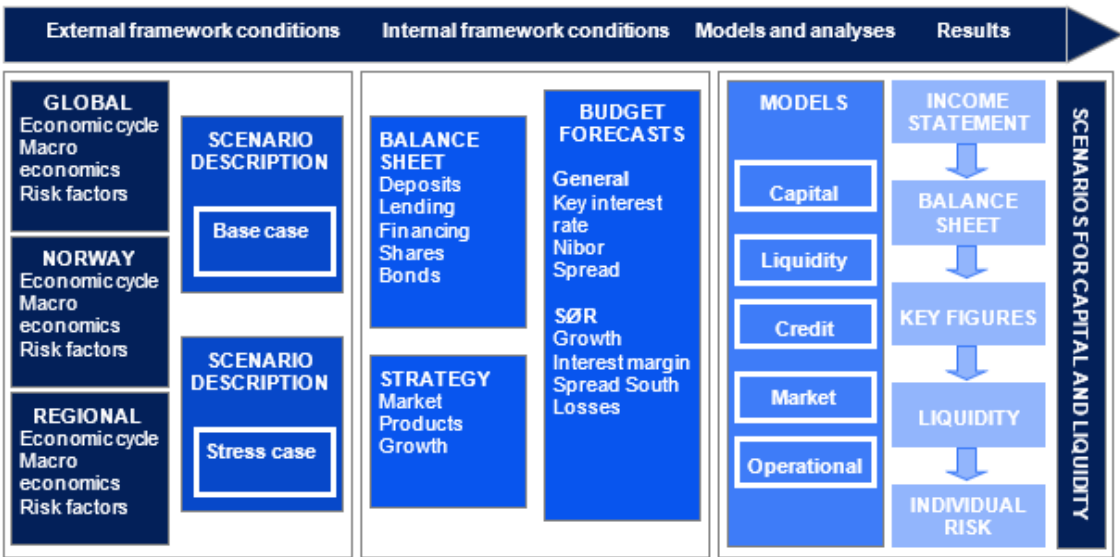 External framework conditions
Internal framework conditions
Models and analyses
Results
GLOBAL
Economic cycle
Macro
economics
Risk factors
NORWAY
Economic cycle
Macro
economics
Risk factors
REGIONAL
Economic cycle
Macro
economics
Risk factors
SCENARIO
DESCRIPTION
Base case
SCENARIO
DESCRIPTION
Stress case
BALANCE
SHEET
Deposits
Lending
Financing
Shares
Bonds
STRATEGY
Market
Products
Growth
BUDGET
FORECASTS
General
Key interest
rate
Nibor
Spread
SØR
Growth
Interest margin
Spread South
Losses
MODELS
Capital
Liquidity
Credit
Market
Operational
INCOME
STATEMENT
BALANCE
SHEET
KEY FIGURES
LIQUIDITY
INDIVIDUAL
RISK
SCENARIOS FOR CAPITAL AND LIQUIDITY